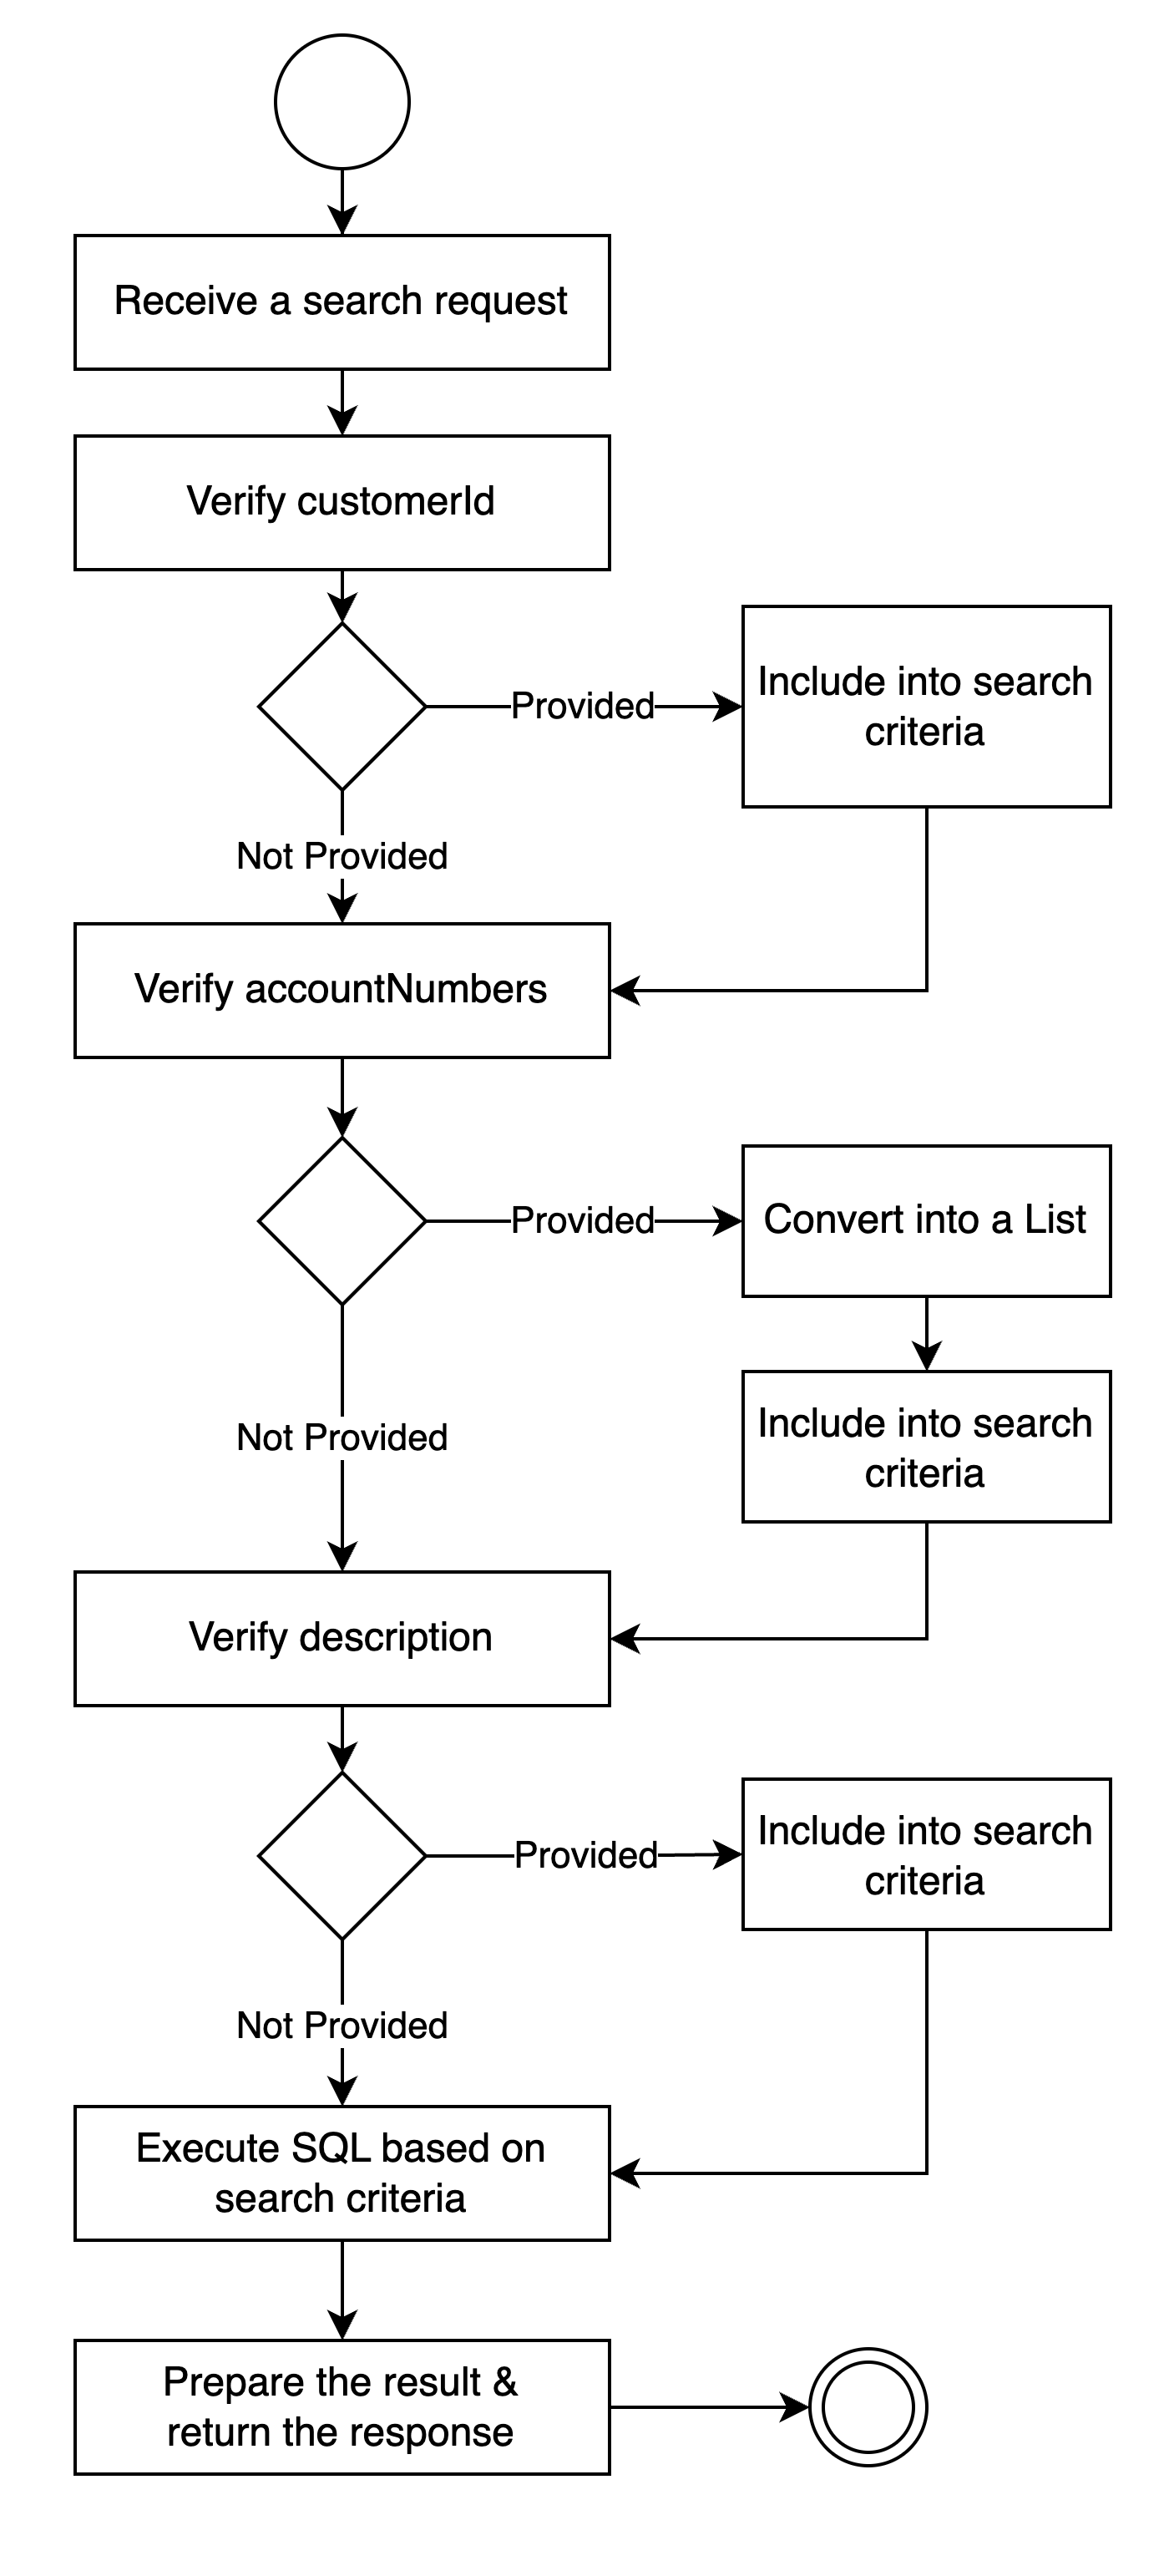 Receive a search request
Verify customerId
Provided
Include into search
criteria
Not Provided
Verify accountNumbers
Provided
Convert into a List
Include into search
criteria
Not Provided
Verify description
Provided
Include into search
criteria
Not Provided
Execute SQL based on
search criteria
Prepare the result &
return the response